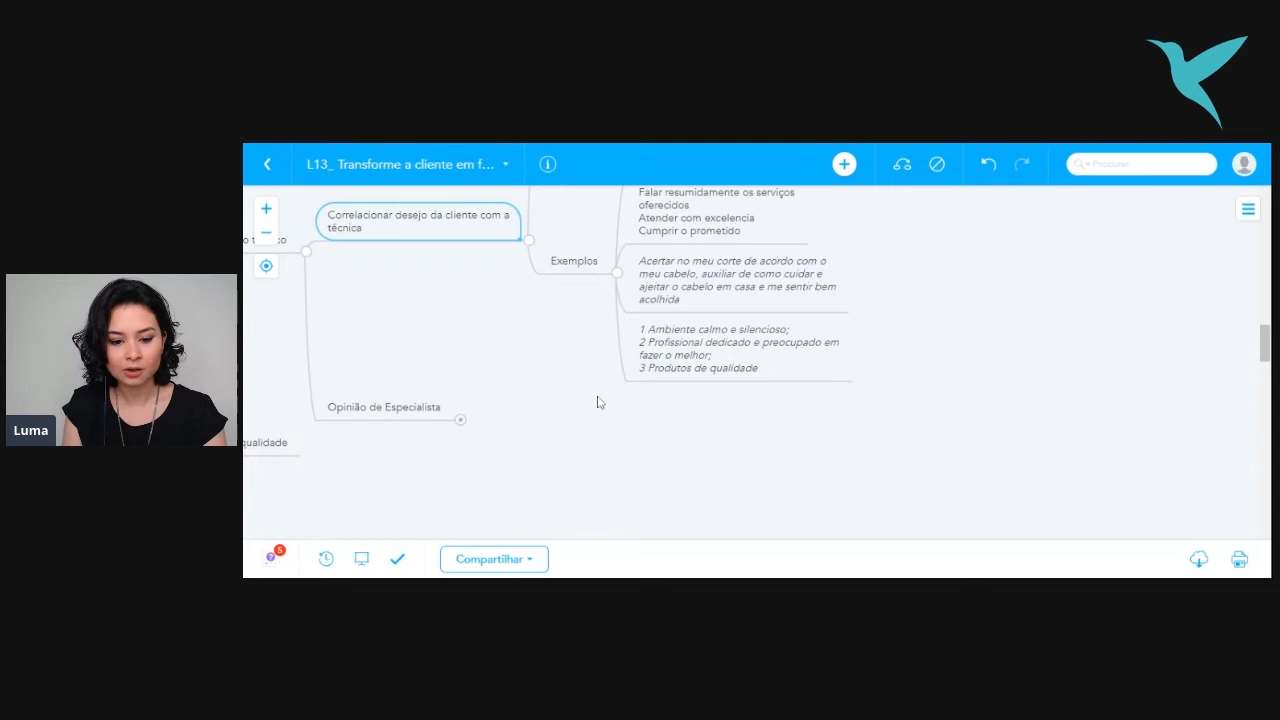 L13_ Transforme a cliente em f...
Procurar
Falar resumidamente os serviços
oferecidos
Atender com excelencia
Cumprir o prometido
Correlacionar desejo da cliente com a
técnica
Exemplos
Acertar no meu corte de acordo com o
meu cabelo, auxiliar de como cuidar e
ajeitar o cabelo em casa e me sentir bem
acolhida
1 Ambiente calmo e silencioso;
2 Profissional dedicado e preocupado em
fazer o melhor;
3 Produtos de qualidade
Opinião de Especialista
qualidade
Luma
5
Compartilhar